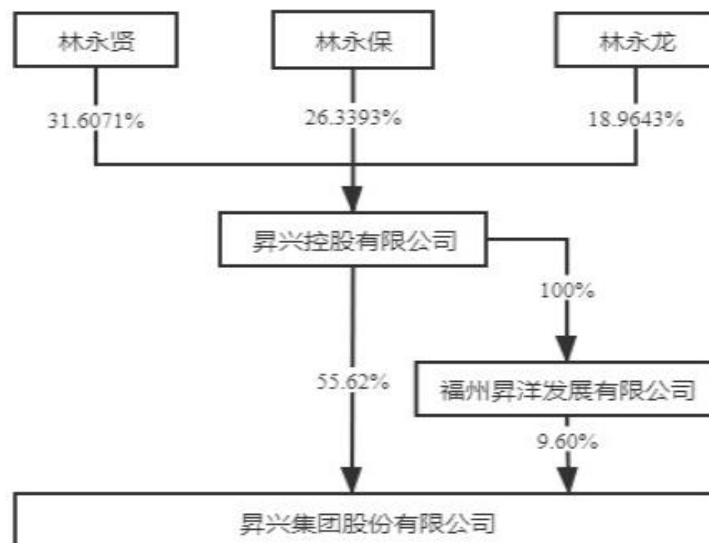 林永贤
林永保
林永龙
31.6071%
26.3393%
18.9643%
昇兴控股有限公司
100%
55.62%
福州昇洋发展有限公司
9.60%
昇兴集团股份有限公司